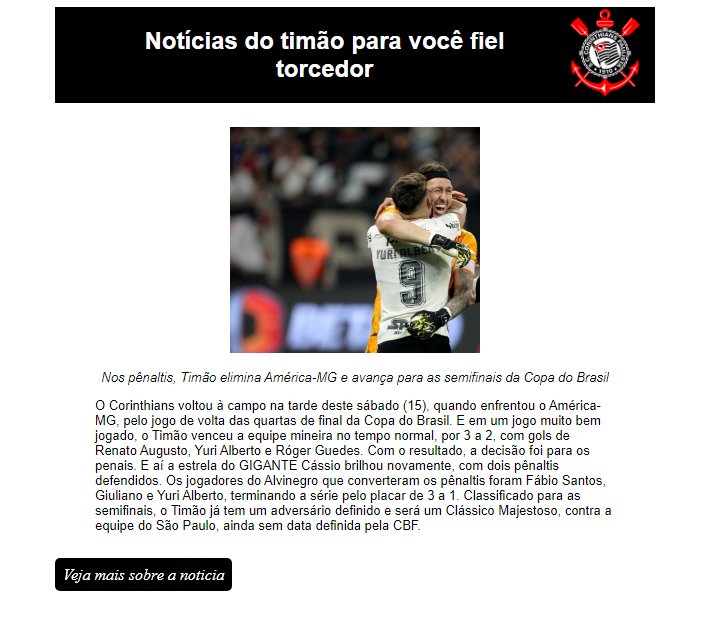 Notícias do timão para você fiel
torcedor
YURI ALBER
9
Nos pênaltis, Timão elimina América-MG e avança para as semifinais da Copa do Brasil
O Corinthians voltou à campo na tarde deste sábado (15), quando enfrentou o América-
MG, pelo jogo de volta das quartas de final da Copa do Brasil. E em um jogo muito bem
jogado, o Timão venceu a equipe mineira no tempo normal, por 3 a 2, com gols de
Renato Augusto, Yuri Alberto e Róger Guedes. Com o resultado, a decisão foi para os
penais. E aí a estrela do GIGANTE Cássio brilhou novamente, com dois pênaltis
defendidos. Os jogadores do Alvinegro que converteram os pênaltis foram Fábio Santos,
Giuliano e Yuri Alberto, terminando a série pelo placar de 3 a 1. Classificado para as
semifinais, o Timão já tem um adversário definido e será um Clássico Majestoso, contra a
equipe do São Paulo, ainda sem data definida pela CBF.
Veja mais sobre a noticia